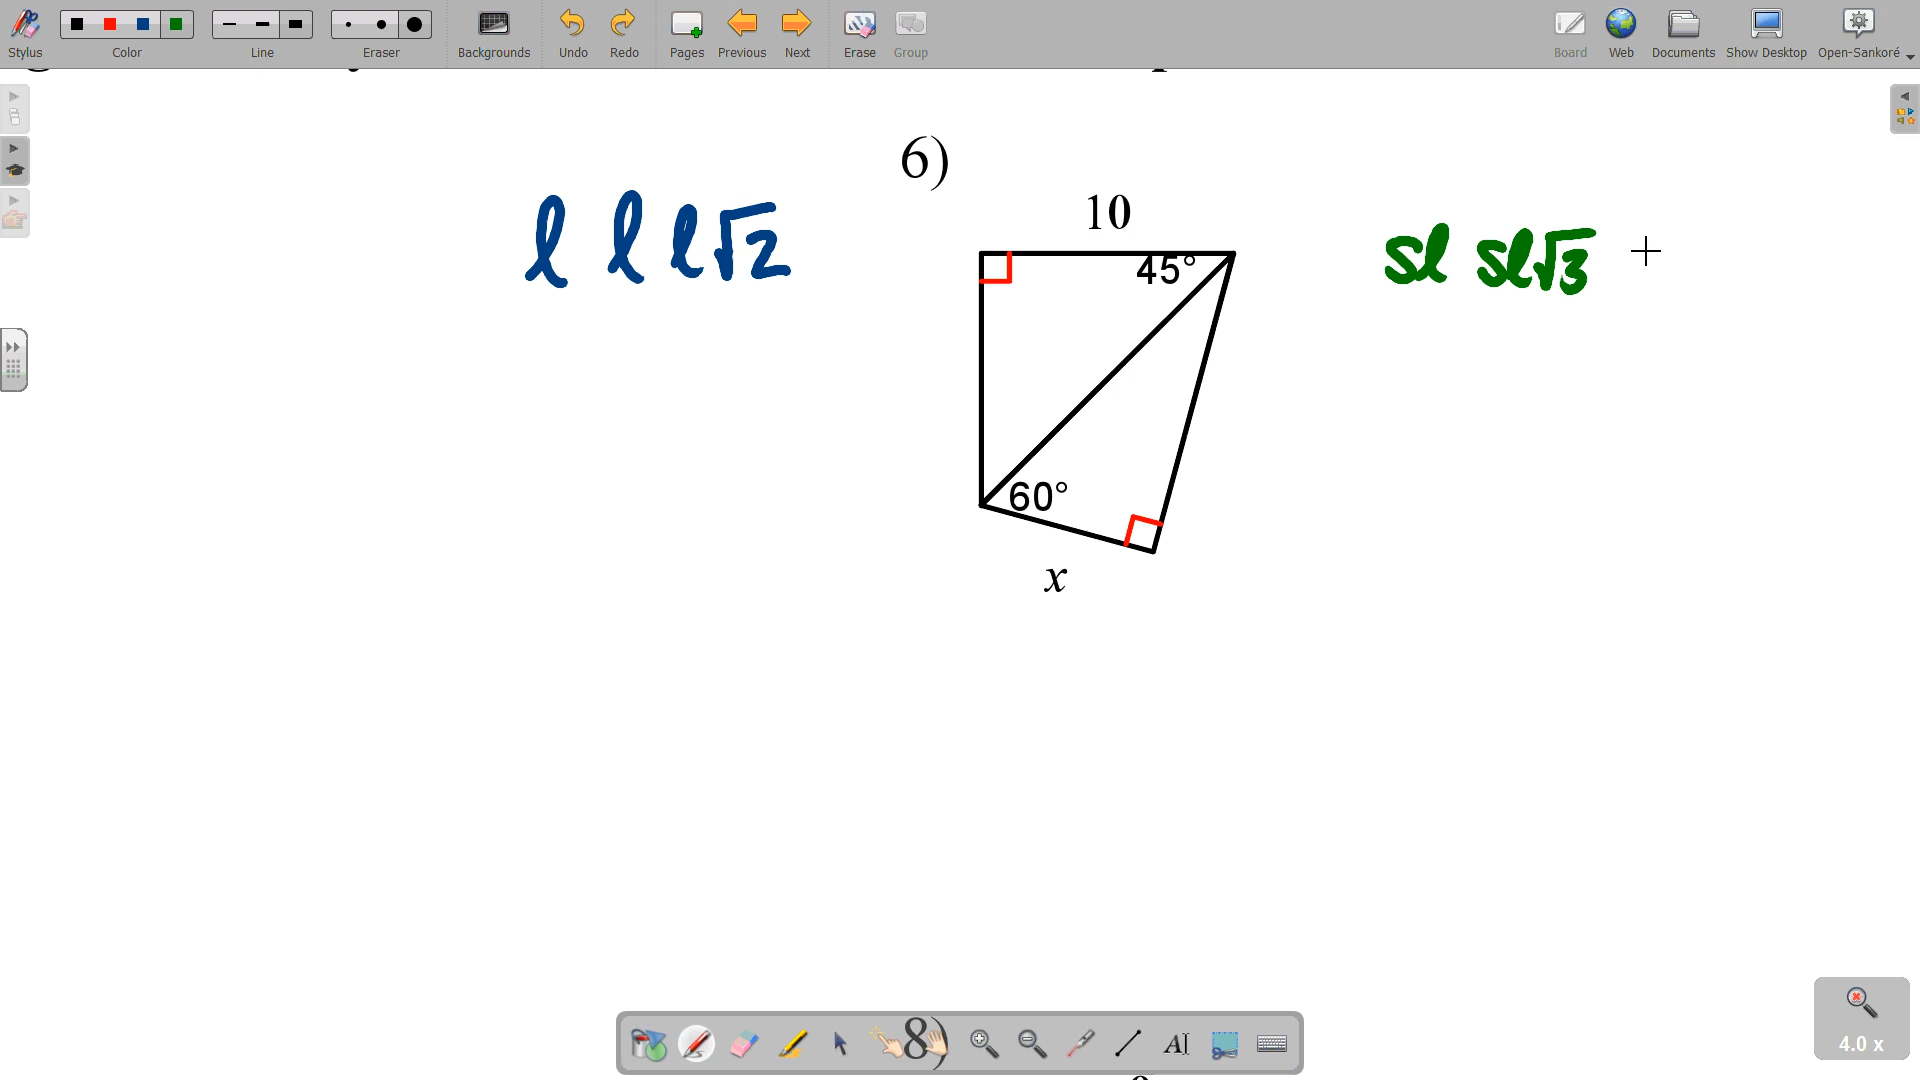 Stylus Color Line Eraser Backgrounds Undo Redo Pages Previous Next Erase Group Board Web Documents Show Desktop Open-Sankoré
6)
10
l l l√2
45°
sl sl√3
60°
x
8)
4.0 x